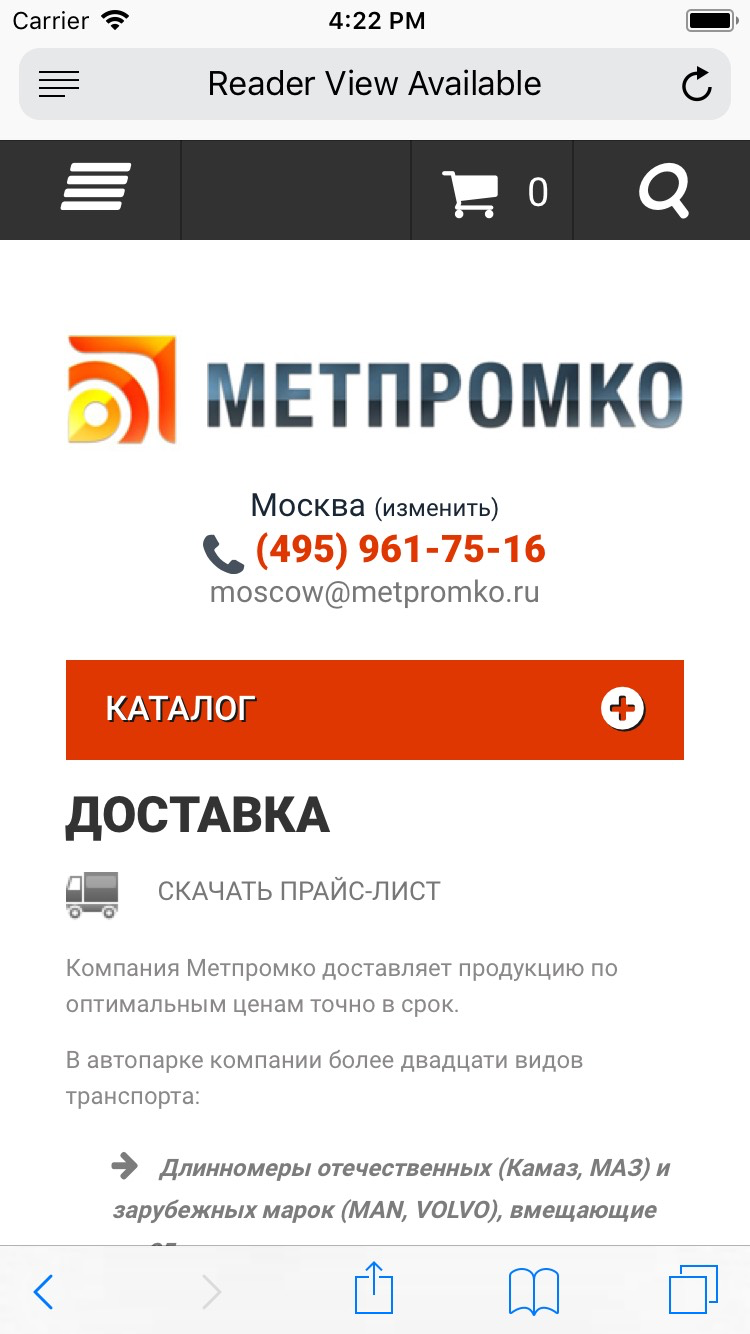 Carrier 4:22 PM
Reader View Available
0
МЕТПРОМКО
Москва (изменить)
(495) 961-75-16
moscow@metpromko.ru
КАТАЛОГ
ДОСТАВКА
СКАЧАТЬ ПРАЙС-ЛИСТ
Компания Метпромко доставляет продукцию по
оптимальным ценам точно в срок.
В автопарке компании более двадцати видов
транспорта:
Длинномеры отечественных (Камаз, МАЗ) и
зарубежных марок (MAN, VOLVO), вмещающие